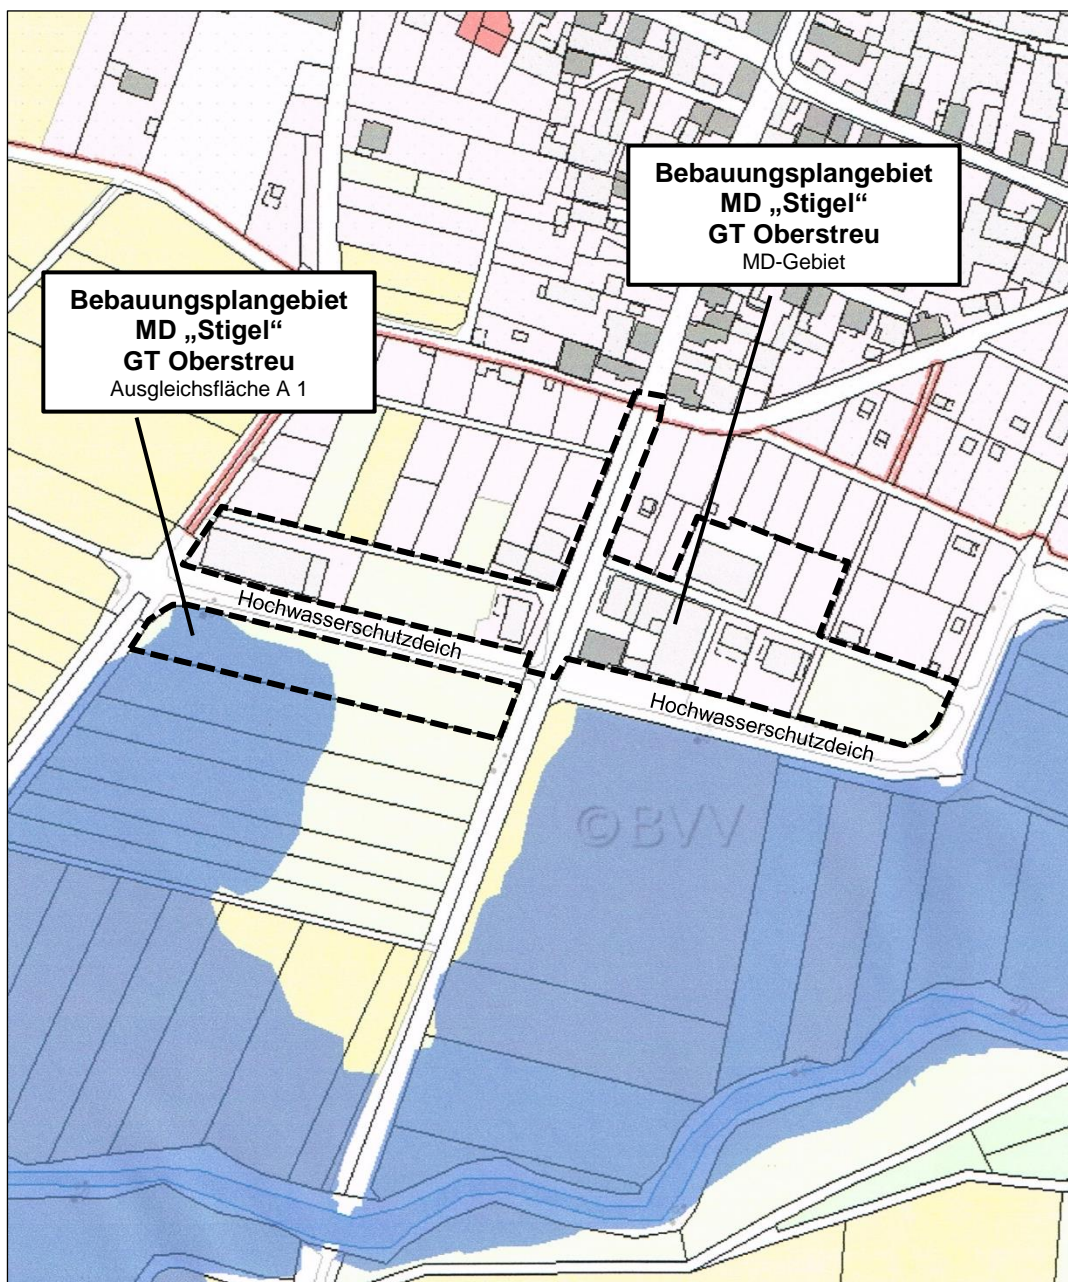 Bebauungsplangebiet
MD „Stigel“
GT Oberstreu
MD-Gebiet
Bebauungsplangebiet
MD „Stigel“
GT Oberstreu
Ausgleichsfläche A 1
Hochwasserschutzdeich
Hochwasserschutzdeich
©BVV